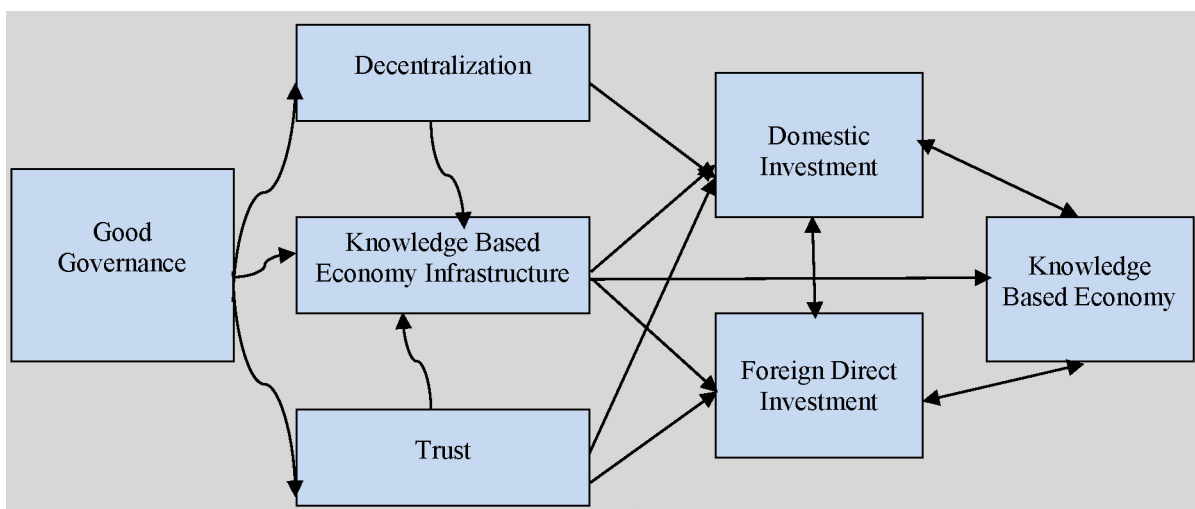 Decentralization
Domestic
Investment
Good
Governance
Knowledge Based
Economy Infrastructure
Knowledge
Based Economy
Foreign Direct
Investment
Trust